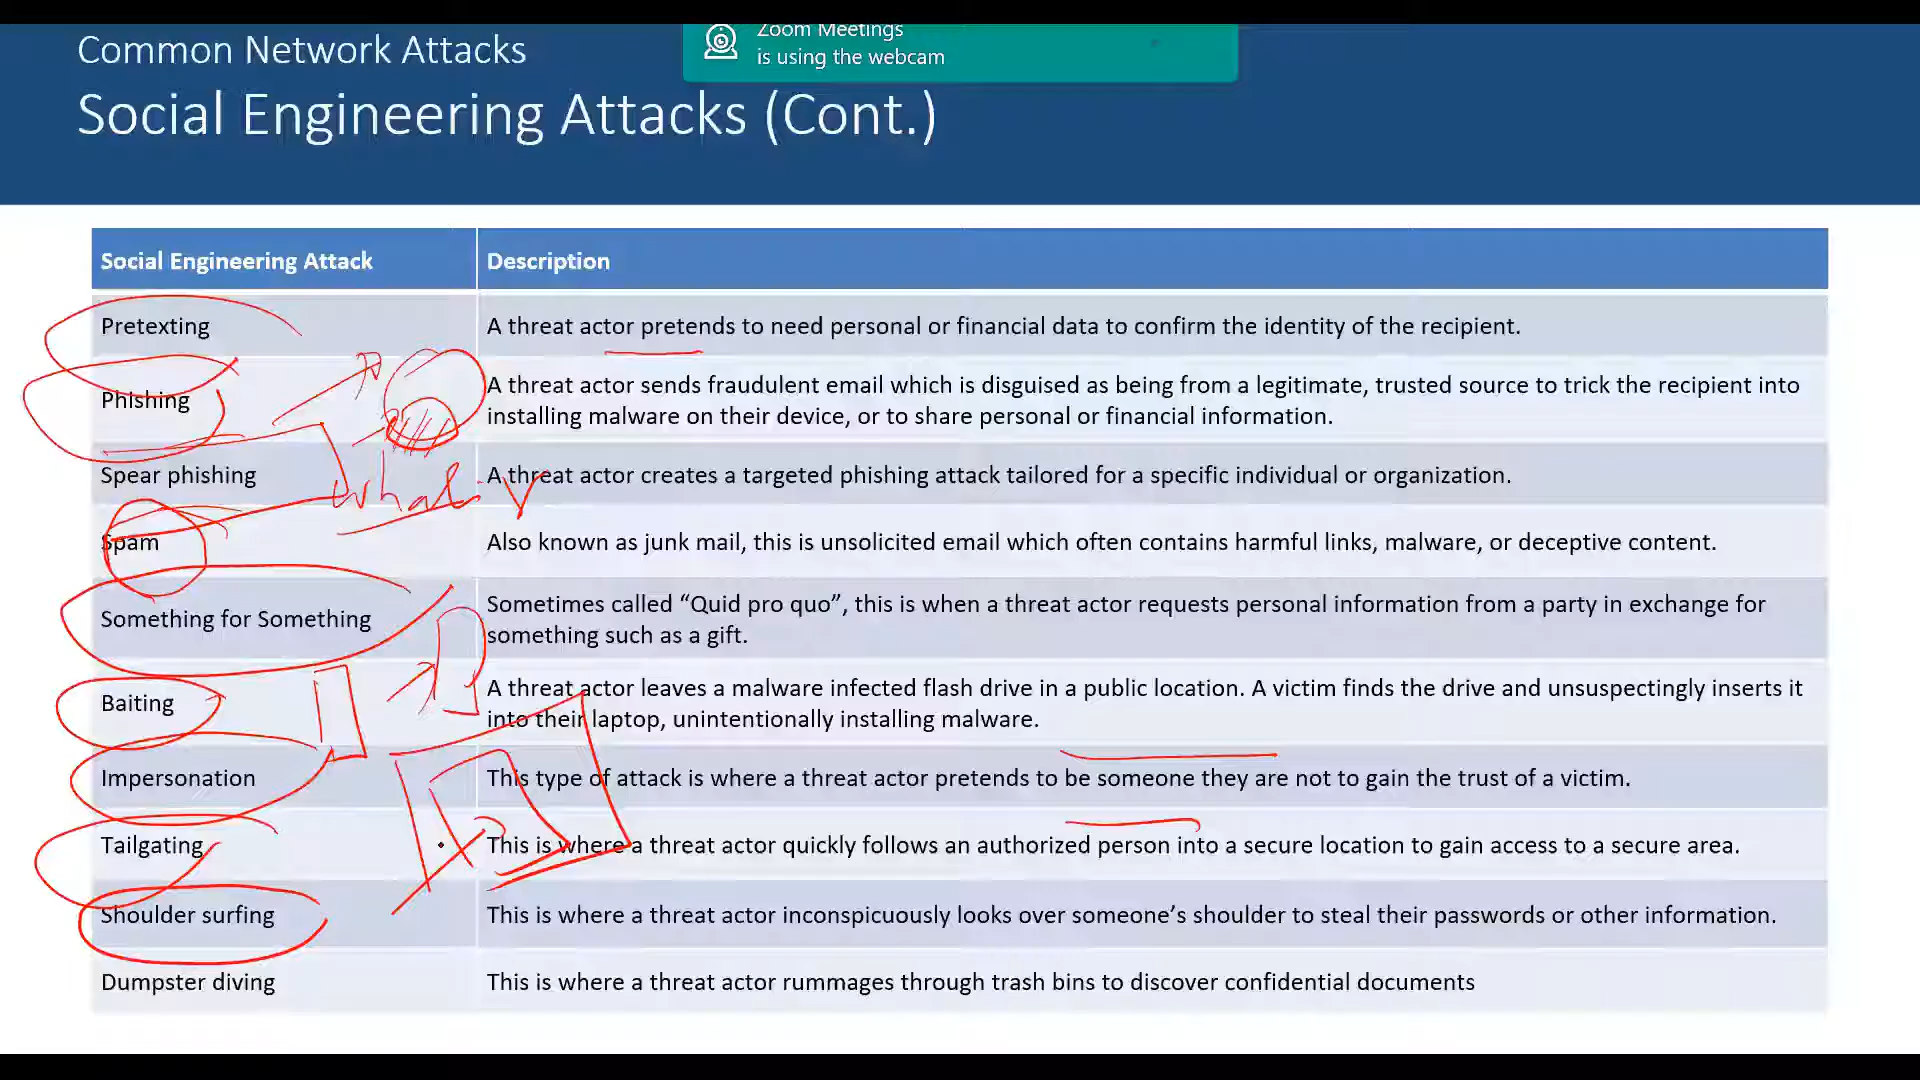 Common Network Attacks
Zoom Meetings
is using the webcam
Social Engineering Attacks (Cont.)
Social Engineering Attack
Description
Pretexting
A threat actor pretends to need personal or financial data to confirm the identity of the recipient.
Phishing
A threat actor sends fraudulent email which is disguised as being from a legitimate, trusted source to trick the recipient into
installing malware on their device, or to share personal or financial information.
Spear phishing
A threat actor creates a targeted phishing attack tailored for a specific individual or organization.
Spam
Also known as junk mail, this is unsolicited email which often contains harmful links, malware, or deceptive content.
Something for Something
Sometimes called “Quid pro quo”, this is when a threat actor requests personal information from a party in exchange for
something such as a gift.
Baiting
A threat actor leaves a malware infected flash drive in a public location. A victim finds the drive and unsuspectingly inserts it
into their laptop, unintentionally installing malware.
Impersonation
This type of attack is where a threat actor pretends to be someone they are not to gain the trust of a victim.
Tailgating
This is where a threat actor quickly follows an authorized person into a secure location to gain access to a secure area.
Shoulder surfing
This is where a threat actor inconspicuously looks over someone’s shoulder to steal their passwords or other information.
Dumpster diving
This is where a threat actor rummages through trash bins to discover confidential documents